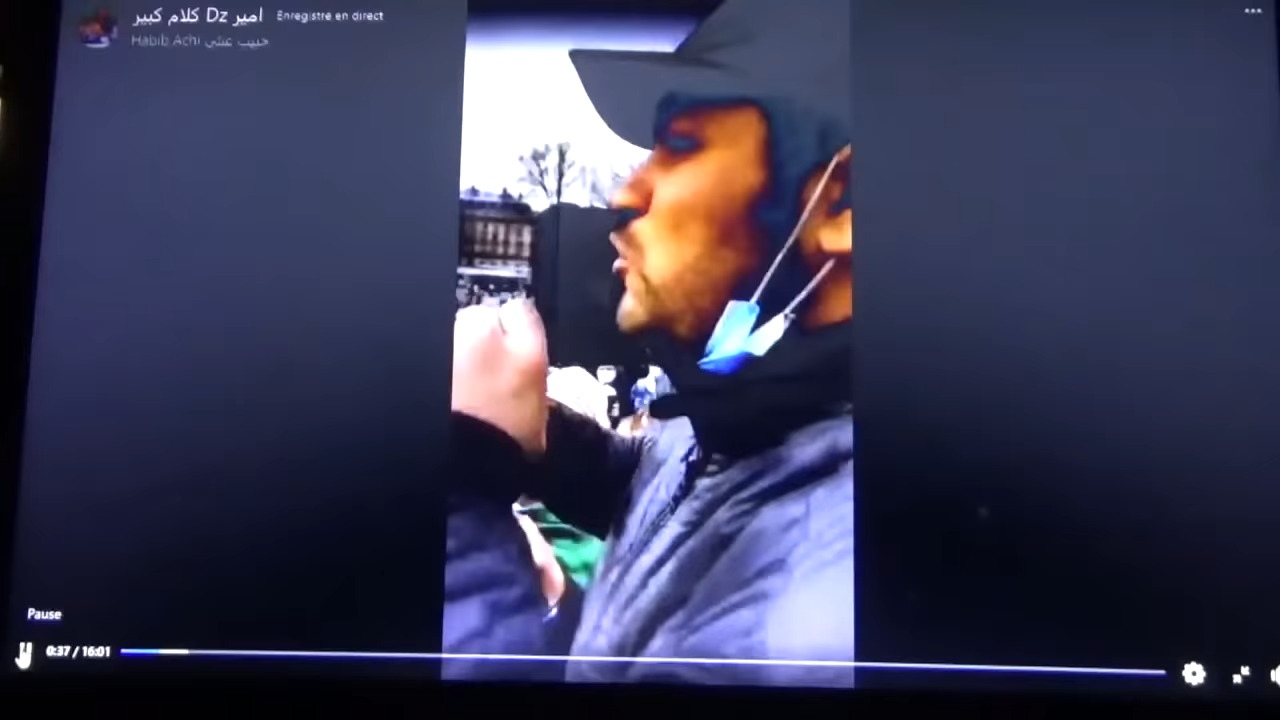 امير Dz كلام كبير Enregistré en direct
Habib Achi حبيب عشي
Pause
0:37 / 16:01